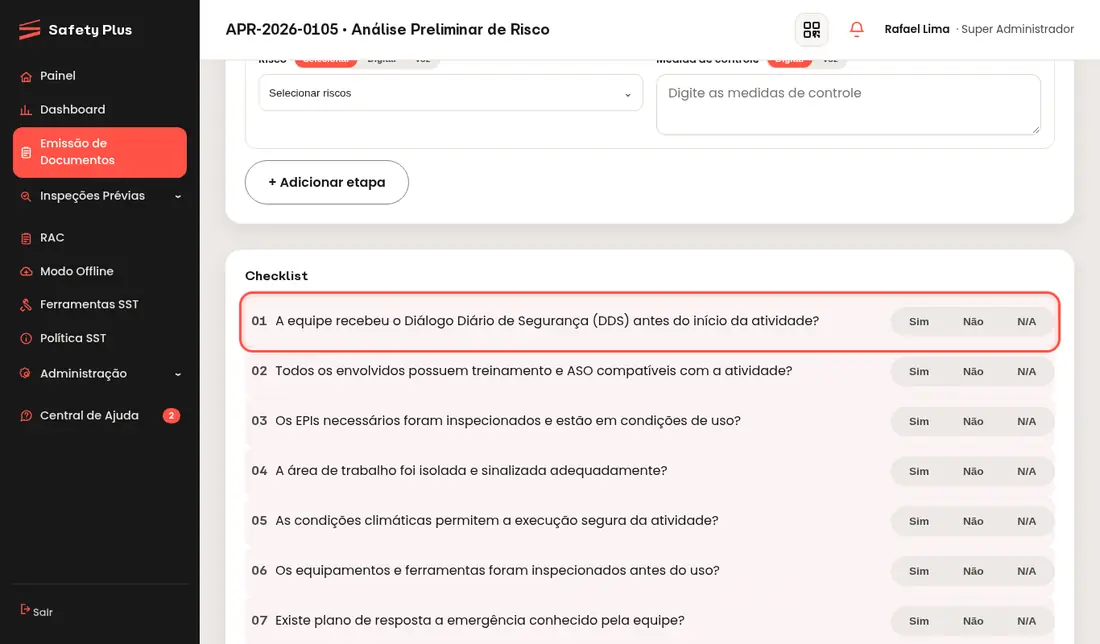 Safety Plus
Painel
Dashboard
Emissão de
Documentos
Inspeções Prévias
RAC
Modo Offline
Ferramentas SST
Política SST
Administração
Central de Ajuda 2
Sair
APR-2026-0105 • Análise Preliminar de Risco
Rafael Lima · Super Administrador
Risco Selecionar Digitar Voz
Medida de controle Digitar Voz
Selecionar riscos
Digite as medidas de controle
+ Adicionar etapa
Checklist
01 A equipe recebeu o Diálogo Diário de Segurança (DDS) antes do início da atividade? Sim Não N/A
02 Todos os envolvidos possuem treinamento e ASO compatíveis com a atividade? Sim Não N/A
03 Os EPIs necessários foram inspecionados e estão em condições de uso? Sim Não N/A
04 A área de trabalho foi isolada e sinalizada adequadamente? Sim Não N/A
05 As condições climáticas permitem a execução segura da atividade? Sim Não N/A
06 Os equipamentos e ferramentas foram inspecionados antes do uso? Sim Não N/A
07 Existe plano de resposta a emergência conhecido pela equipe? Sim Não N/A